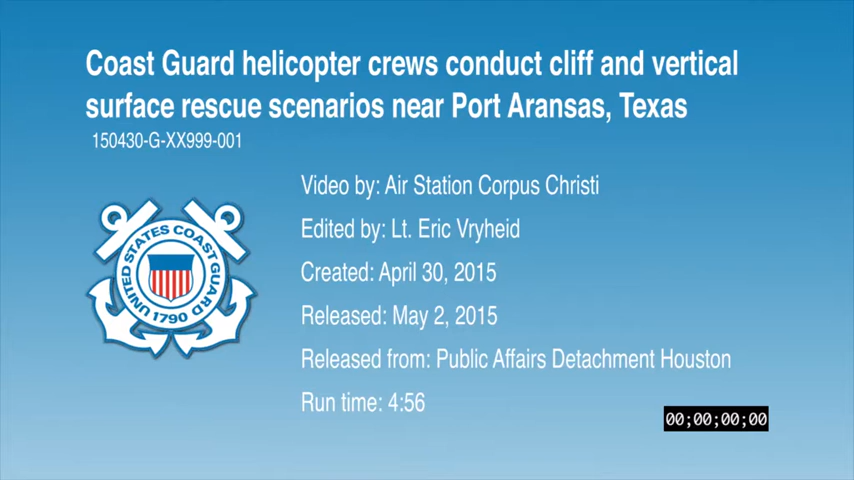 Coast Guard helicopter crews conduct cliff and vertical
surface rescue scenarios near Port Aransas, Texas
150430-G-XX999-001
Video by: Air Station Corpus Christi
Edited by: Lt. Eric Vryheid
Created: April 30, 2015
Released: May 2, 2015
Released from: Public Affairs Detachment Houston
Run time: 4:56
UNITED STATES COAST GUARD
1790
00;00;00;00